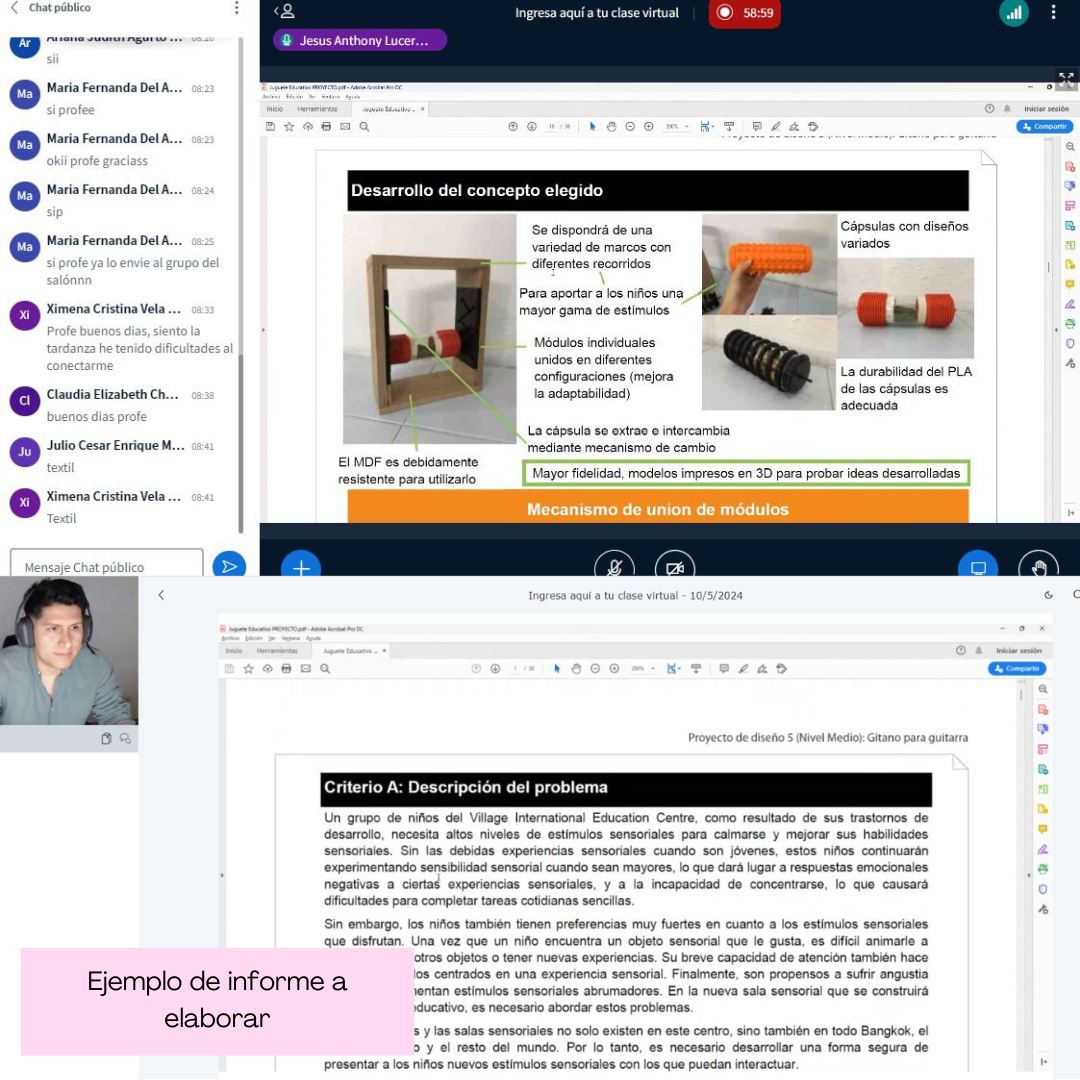 Chat público
Ariana Judith Agurto ... 08:20
sii
Ma
Maria Fernanda Del A... 08:23
si profee
Ma
Maria Fernanda Del A... 08:23
okii profe graciass
Ma
Maria Fernanda Del A... 08:24
sip
Ma
Maria Fernanda Del A... 08:25
si profe ya lo envie al grupo del
salónnn
Xi
Ximena Cristina Vela ... 08:33
Profe buenos dias, siento la
tardanza he tenido dificultades al
conectarme
Cl
Claudia Elizabeth Ch... 08:38
buenos dias profe
Ju
Julio Cesar Enrique M... 08:41
textil
Xi
Ximena Cristina Vela ... 08:41
Textil
Mensaje Chat público
Ingresa aquí a tu clase virtual
58:59
Jesus Anthony Lucer...
Juguete Educativo PROYECTO.pdf - Adobe Acrobat Pro DC
Archivo Edición Ver Ventana Ayuda
Inicio Herramientas Juguete Educativo ... ×
Iniciar sesión
Compartir
Desarrollo del concepto elegido
Se dispondrá de una
variedad de marcos con
diferentes recorridos
Para aportar a los niños una
mayor gama de estímulos
Módulos individuales
unidos en diferentes
configuraciones (mejora
la adaptabilidad)
La cápsula se extrae e intercambia
mediante mecanismo de cambio
Cápsulas con diseños
variados
La durabilidad del PLA
de las cápsulas es
adecuada
El MDF es debidamente
resistente para utilizarlo
Mayor fidelidad, modelos impresos en 3D para probar ideas desarrolladas
Mecanismo de union de módulos
Ingresa aquí a tu clase virtual - 10/5/2024
Juguete Educativo PROYECTO.pdf - Adobe Acrobat Pro DC
Archivo Edición Ver Ventana Ayuda
Inicio Herramientas Juguete Educativo ... ×
Iniciar sesión
Compartir
Proyecto de diseño 5 (Nivel Medio): Gitano para guitarra
Criterio A: Descripción del problema
Un grupo de niños del Village International Education Centre, como resultado de sus trastornos de
desarrollo, necesita altos niveles de estímulos sensoriales para calmarse y mejorar sus habilidades
sensoriales. Sin las debidas experiencias sensoriales cuando son jóvenes, estos niños continuarán
experimentando sensibilidad sensorial cuando sean mayores, lo que dará lugar a respuestas emocionales
negativas a ciertas experiencias sensoriales, y a la incapacidad de concentrarse, lo que causará
dificultades para completar tareas cotidianas sencillas.
Sin embargo, los niños también tienen preferencias muy fuertes en cuanto a los estímulos sensoriales
que disfrutan. Una vez que un niño encuentra un objeto sensorial que le gusta, es difícil animarle a
otros objetos o tener nuevas experiencias. Su breve capacidad de atención también hace
los centrados en una experiencia sensorial. Finalmente, son propensos a sufrir angustia
mentan estímulos sensoriales abrumadores. En la nueva sala sensorial que se construirá
educativo, es necesario abordar estos problemas.
s y las salas sensoriales no solo existen en este centro, sino también en todo Bangkok, el
o y el resto del mundo. Por lo tanto, es necesario desarrollar una forma segura de
presentar a los niños nuevos estímulos sensoriales con los que puedan interactuar.
Ejemplo de informe a
elaborar